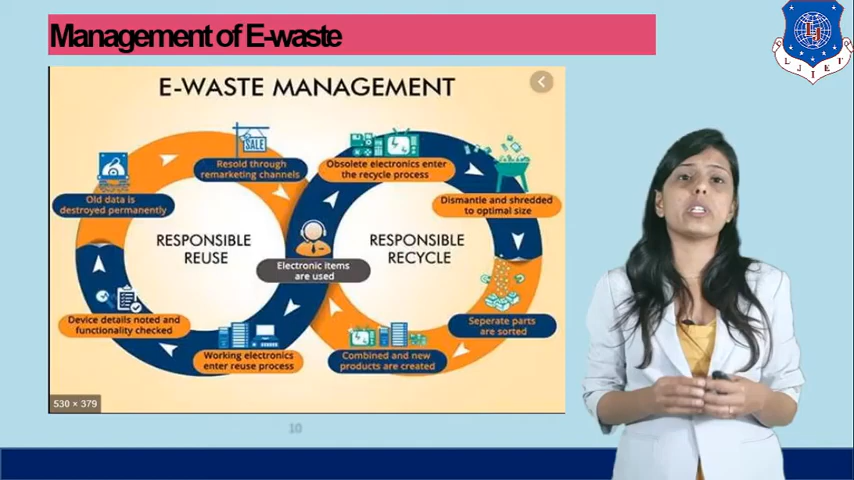 Management of E-waste
LJIET
E-WASTE MANAGEMENT
Resold through
remarketing channels
Obsolete electronics enter
the recycle process
SALE
Old data is
destroyed permanently
Dismantle and shredded
to optimal size
RESPONSIBLE
REUSE
RESPONSIBLE
RECYCLE
Electronic items
are used
Device details noted and
functionality checked
Seperate parts
are sorted
Working electronics
enter reuse process
Combined and new
products are created
530 × 379
10